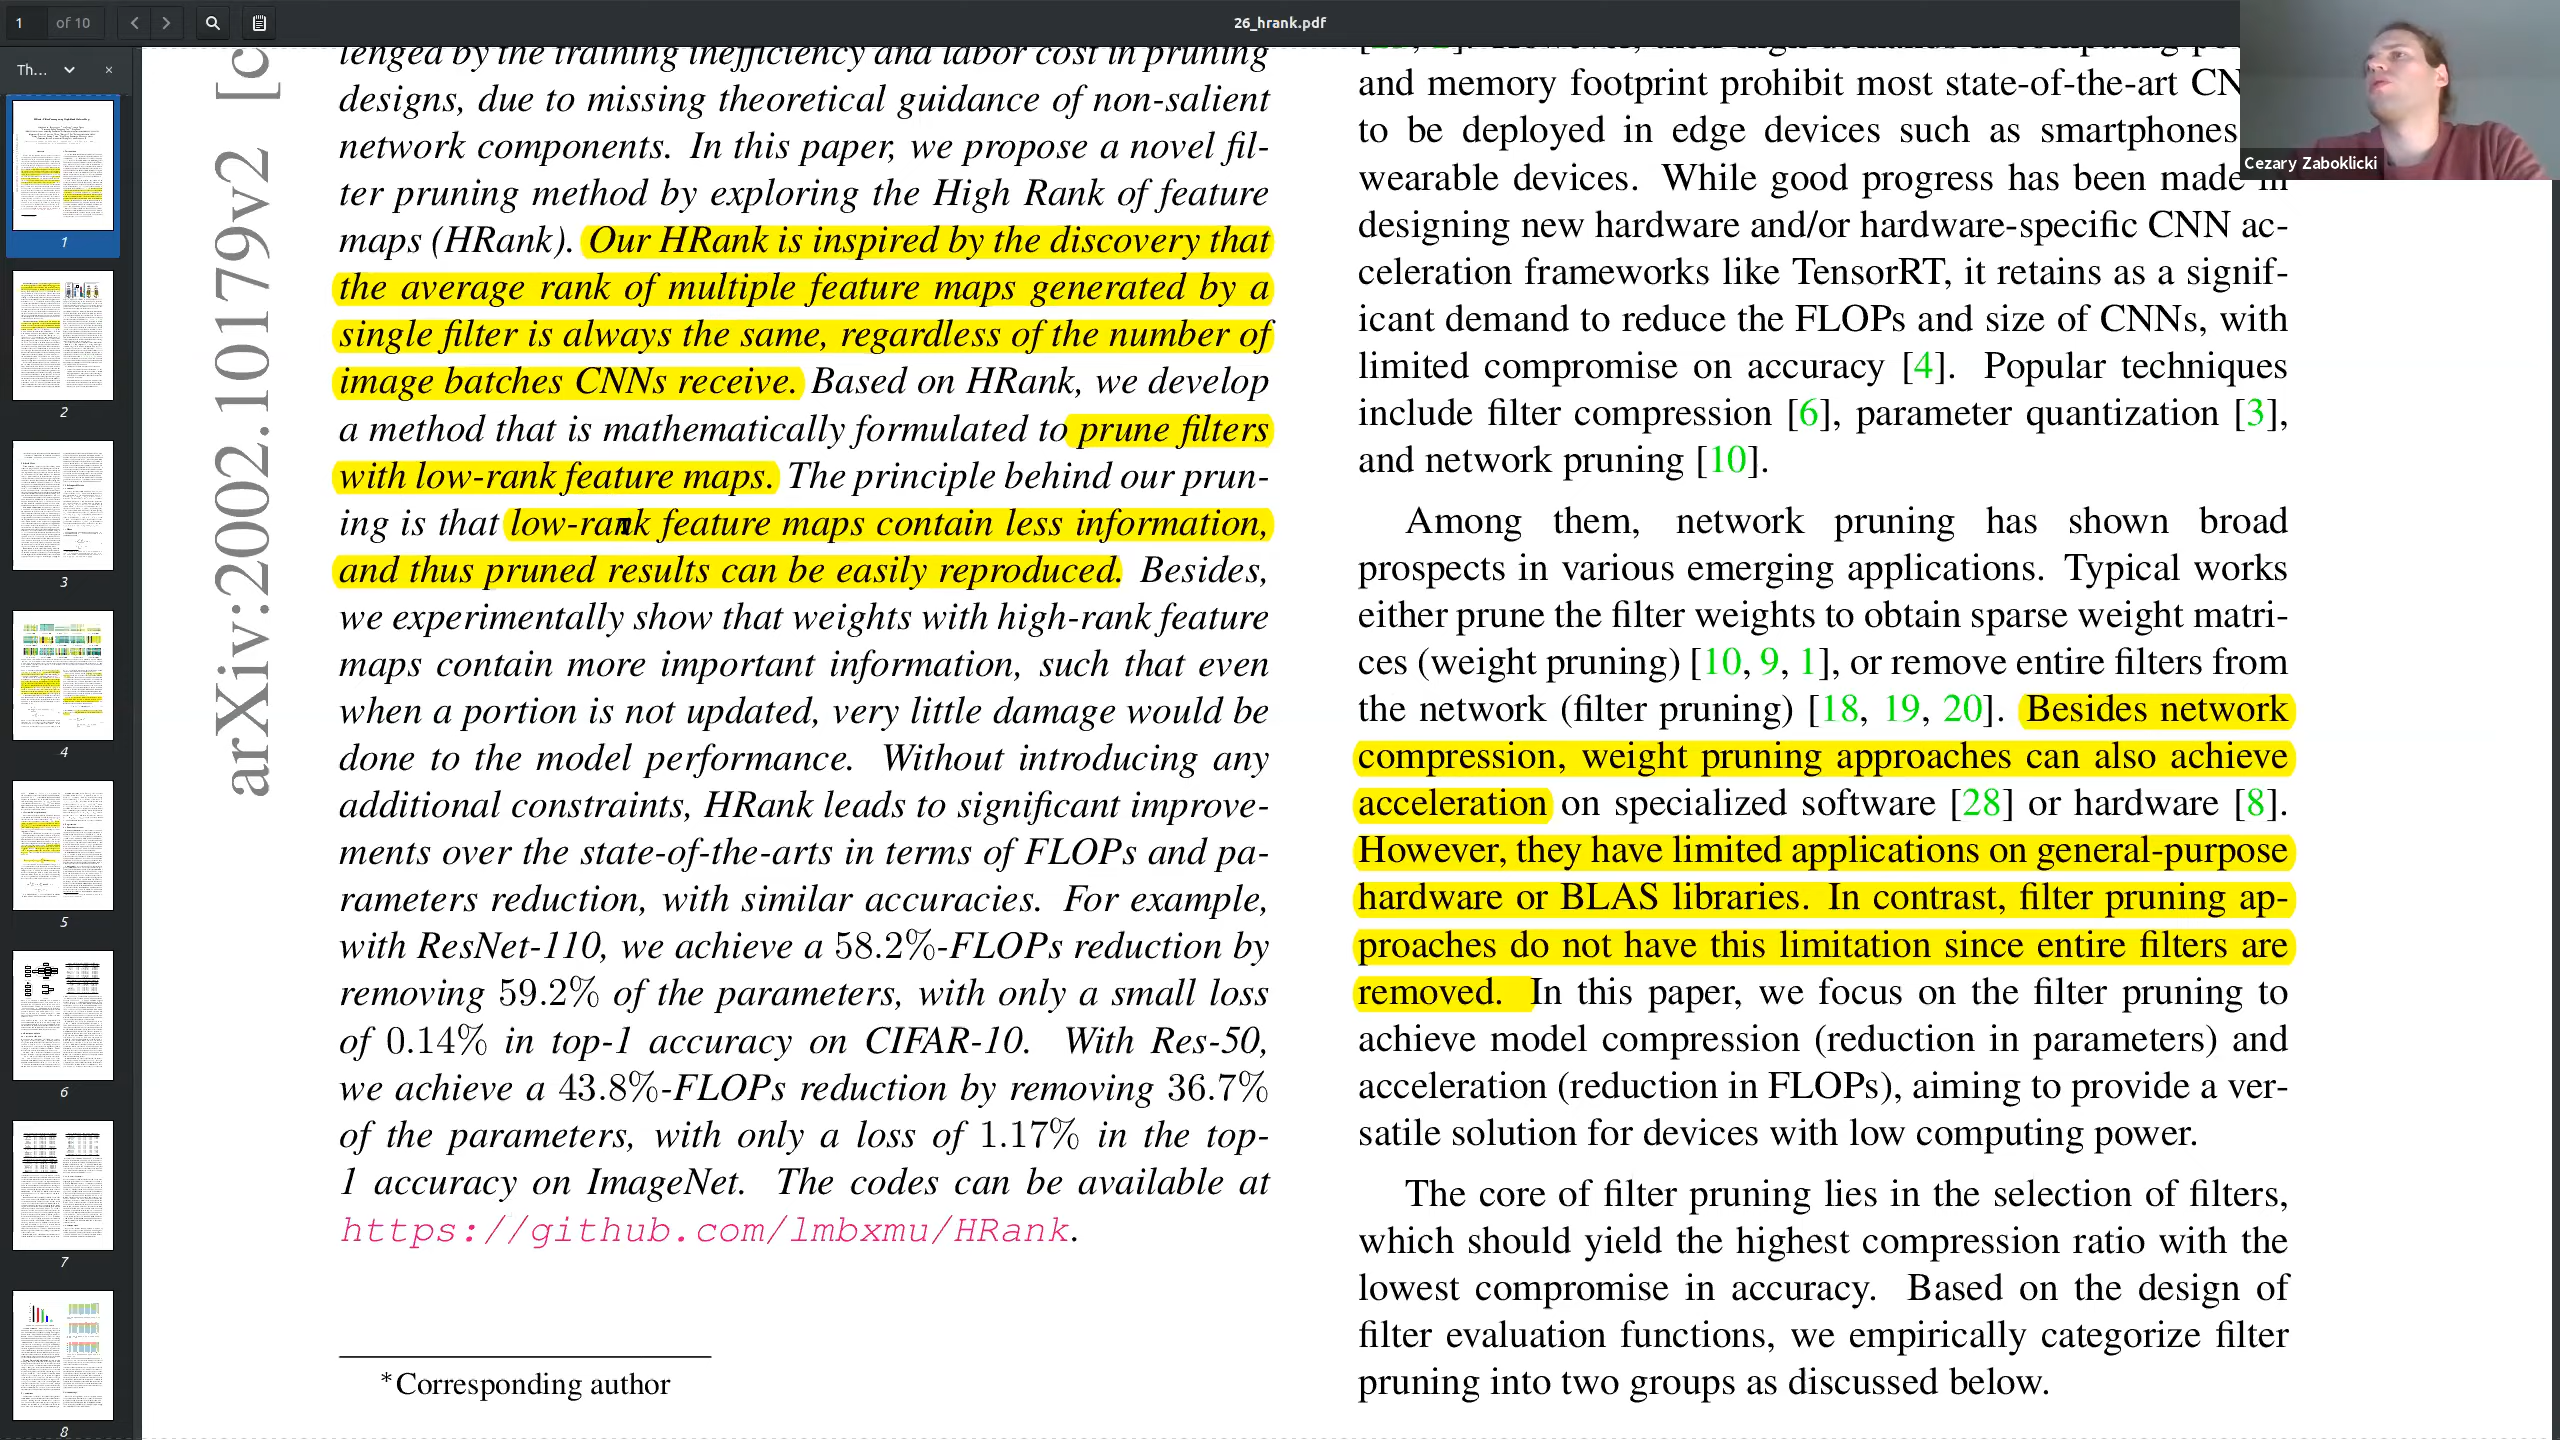 1 of 10
26_hrank.pdf
Th...
1
2
3
4
5
6
7
8
arXiv:2002.10179v2 [c
lenged by the training inefficiency and labor cost in pruning
designs, due to missing theoretical guidance of non-salient
network components. In this paper, we propose a novel fil-
ter pruning method by exploring the High Rank of feature
maps (HRank). Our HRank is inspired by the discovery that
the average rank of multiple feature maps generated by a
single filter is always the same, regardless of the number of
image batches CNNs receive. Based on HRank, we develop
a method that is mathematically formulated to prune filters
with low-rank feature maps. The principle behind our prun-
ing is that low-rank feature maps contain less information,
and thus pruned results can be easily reproduced. Besides,
we experimentally show that weights with high-rank feature
maps contain more important information, such that even
when a portion is not updated, very little damage would be
done to the model performance. Without introducing any
additional constraints, HRank leads to significant improve-
ments over the state-of-the-arts in terms of FLOPs and pa-
rameters reduction, with similar accuracies. For example,
with ResNet-110, we achieve a 58.2%-FLOPs reduction by
removing 59.2% of the parameters, with only a small loss
of 0.14% in top-1 accuracy on CIFAR-10. With Res-50,
we achieve a 43.8%-FLOPs reduction by removing 36.7%
of the parameters, with only a loss of 1.17% in the top-
1 accuracy on ImageNet. The codes can be available at
https://github.com/lmbxmu/HRank.
*Corresponding author
However, their high demands in computing
and memory footprint prohibit most state-of-the-art CN
to be deployed in edge devices such as smartphones
wearable devices. While good progress has been made in
designing new hardware and/or hardware-specific CNN ac-
celeration frameworks like TensorRT, it retains as a signif-
icant demand to reduce the FLOPs and size of CNNs, with
limited compromise on accuracy [4]. Popular techniques
include filter compression [6], parameter quantization [3],
and network pruning [10].
Among them, network pruning has shown broad
prospects in various emerging applications. Typical works
either prune the filter weights to obtain sparse weight matri-
ces (weight pruning) [10, 9, 1], or remove entire filters from
the network (filter pruning) [18, 19, 20]. Besides network
compression, weight pruning approaches can also achieve
acceleration on specialized software [28] or hardware [8].
However, they have limited applications on general-purpose
hardware or BLAS libraries. In contrast, filter pruning ap-
proaches do not have this limitation since entire filters are
removed. In this paper, we focus on the filter pruning to
achieve model compression (reduction in parameters) and
acceleration (reduction in FLOPs), aiming to provide a ver-
satile solution for devices with low computing power.
The core of filter pruning lies in the selection of filters,
which should yield the highest compression ratio with the
lowest compromise in accuracy. Based on the design of
filter evaluation functions, we empirically categorize filter
pruning into two groups as discussed below.
Cezary Zaboklicki